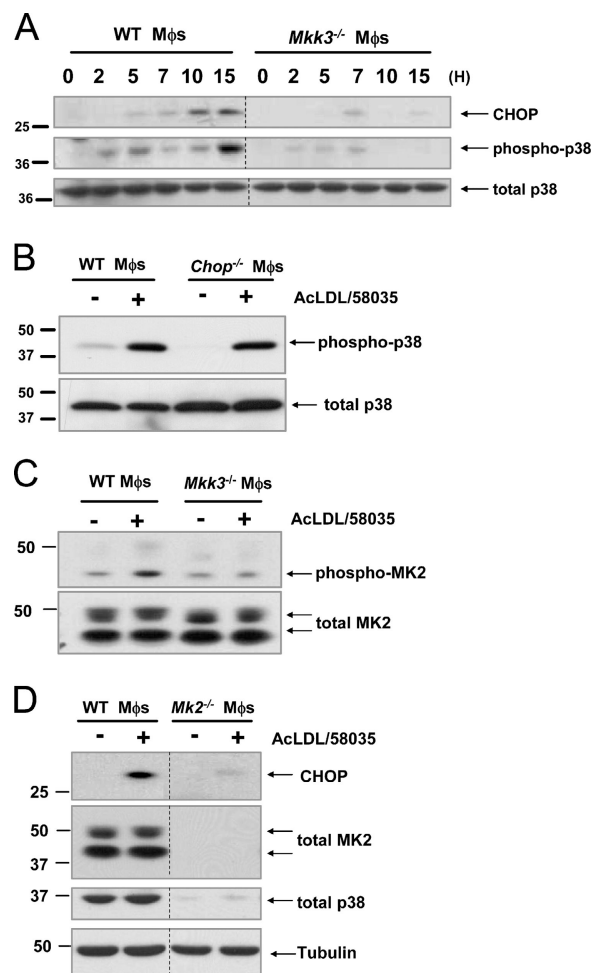 A
WT Mϕs Mkk3-/- Mϕs
0 2 5 7 10 15 0 2 5 7 10 15 (H)
CHOP
25
phospho-p38
36
total p38
36
B
WT Mϕs Chop-/- Mϕs
- + - + AcLDL/58035
50
phospho-p38
37
50
total p38
37
C
WT Mϕs Mkk3-/- Mϕs
- + - + AcLDL/58035
50
phospho-MK2
50
total MK2
D
WT Mϕs Mk2-/- Mϕs
- + - + AcLDL/58035
CHOP
25
50
total MK2
37
37
total p38
50
Tubulin